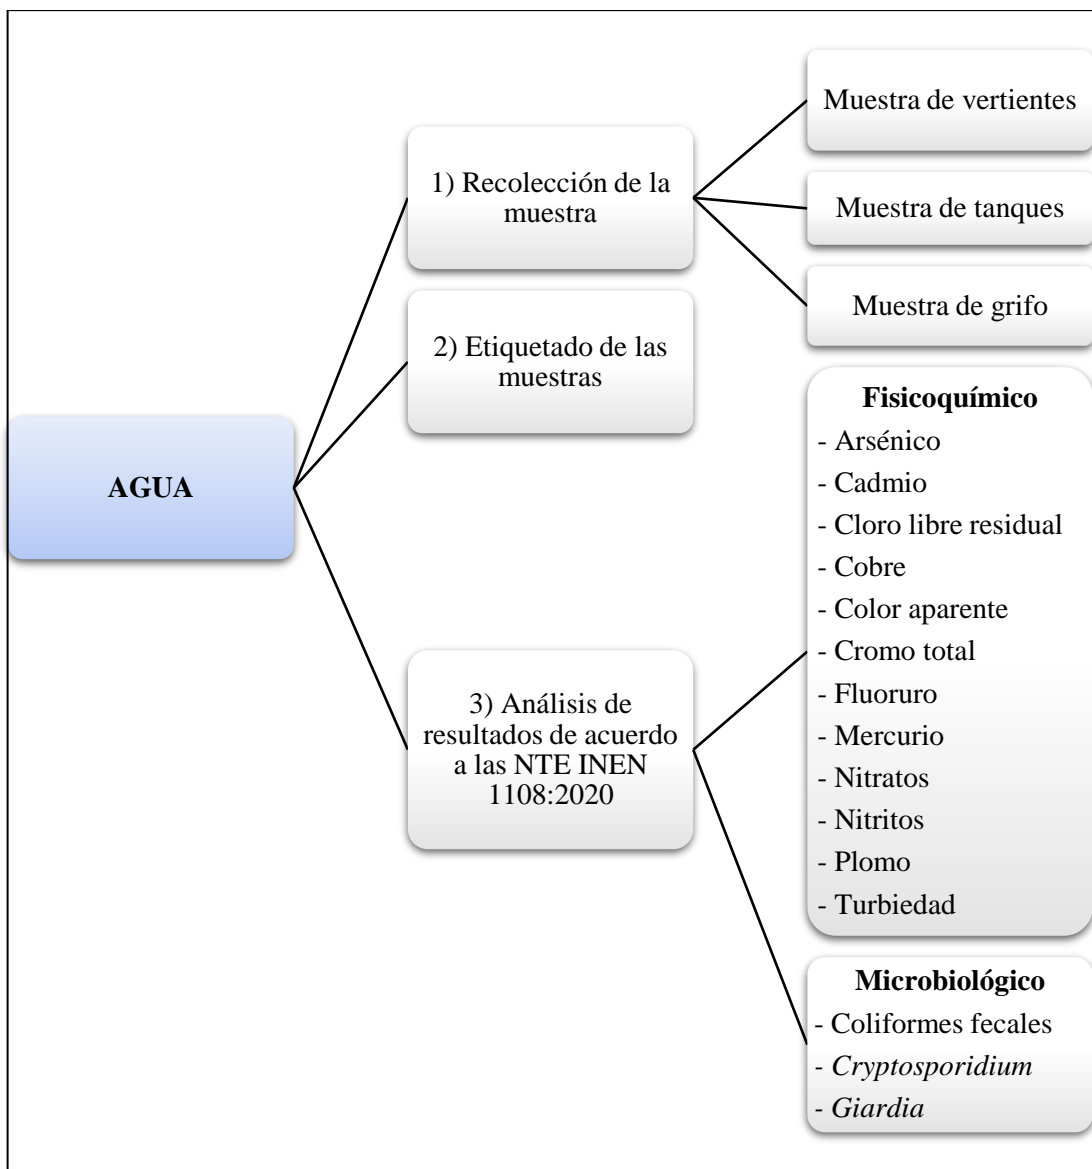 AGUA
1) Recolección de la
muestra
Muestra de vertientes
Muestra de tanques
Muestra de grifo
2) Etiquetado de las
muestras
3) Análisis de
resultados de acuerdo
a las NTE INEN
1108:2020
Fisicoquímico
- Arsénico
- Cadmio
- Cloro libre residual
- Cobre
- Color aparente
- Cromo total
- Fluoruro
- Mercurio
- Nitratos
- Nitritos
- Plomo
- Turbiedad
Microbiológico
- Coliformes fecales
- Cryptosporidium
- Giardia